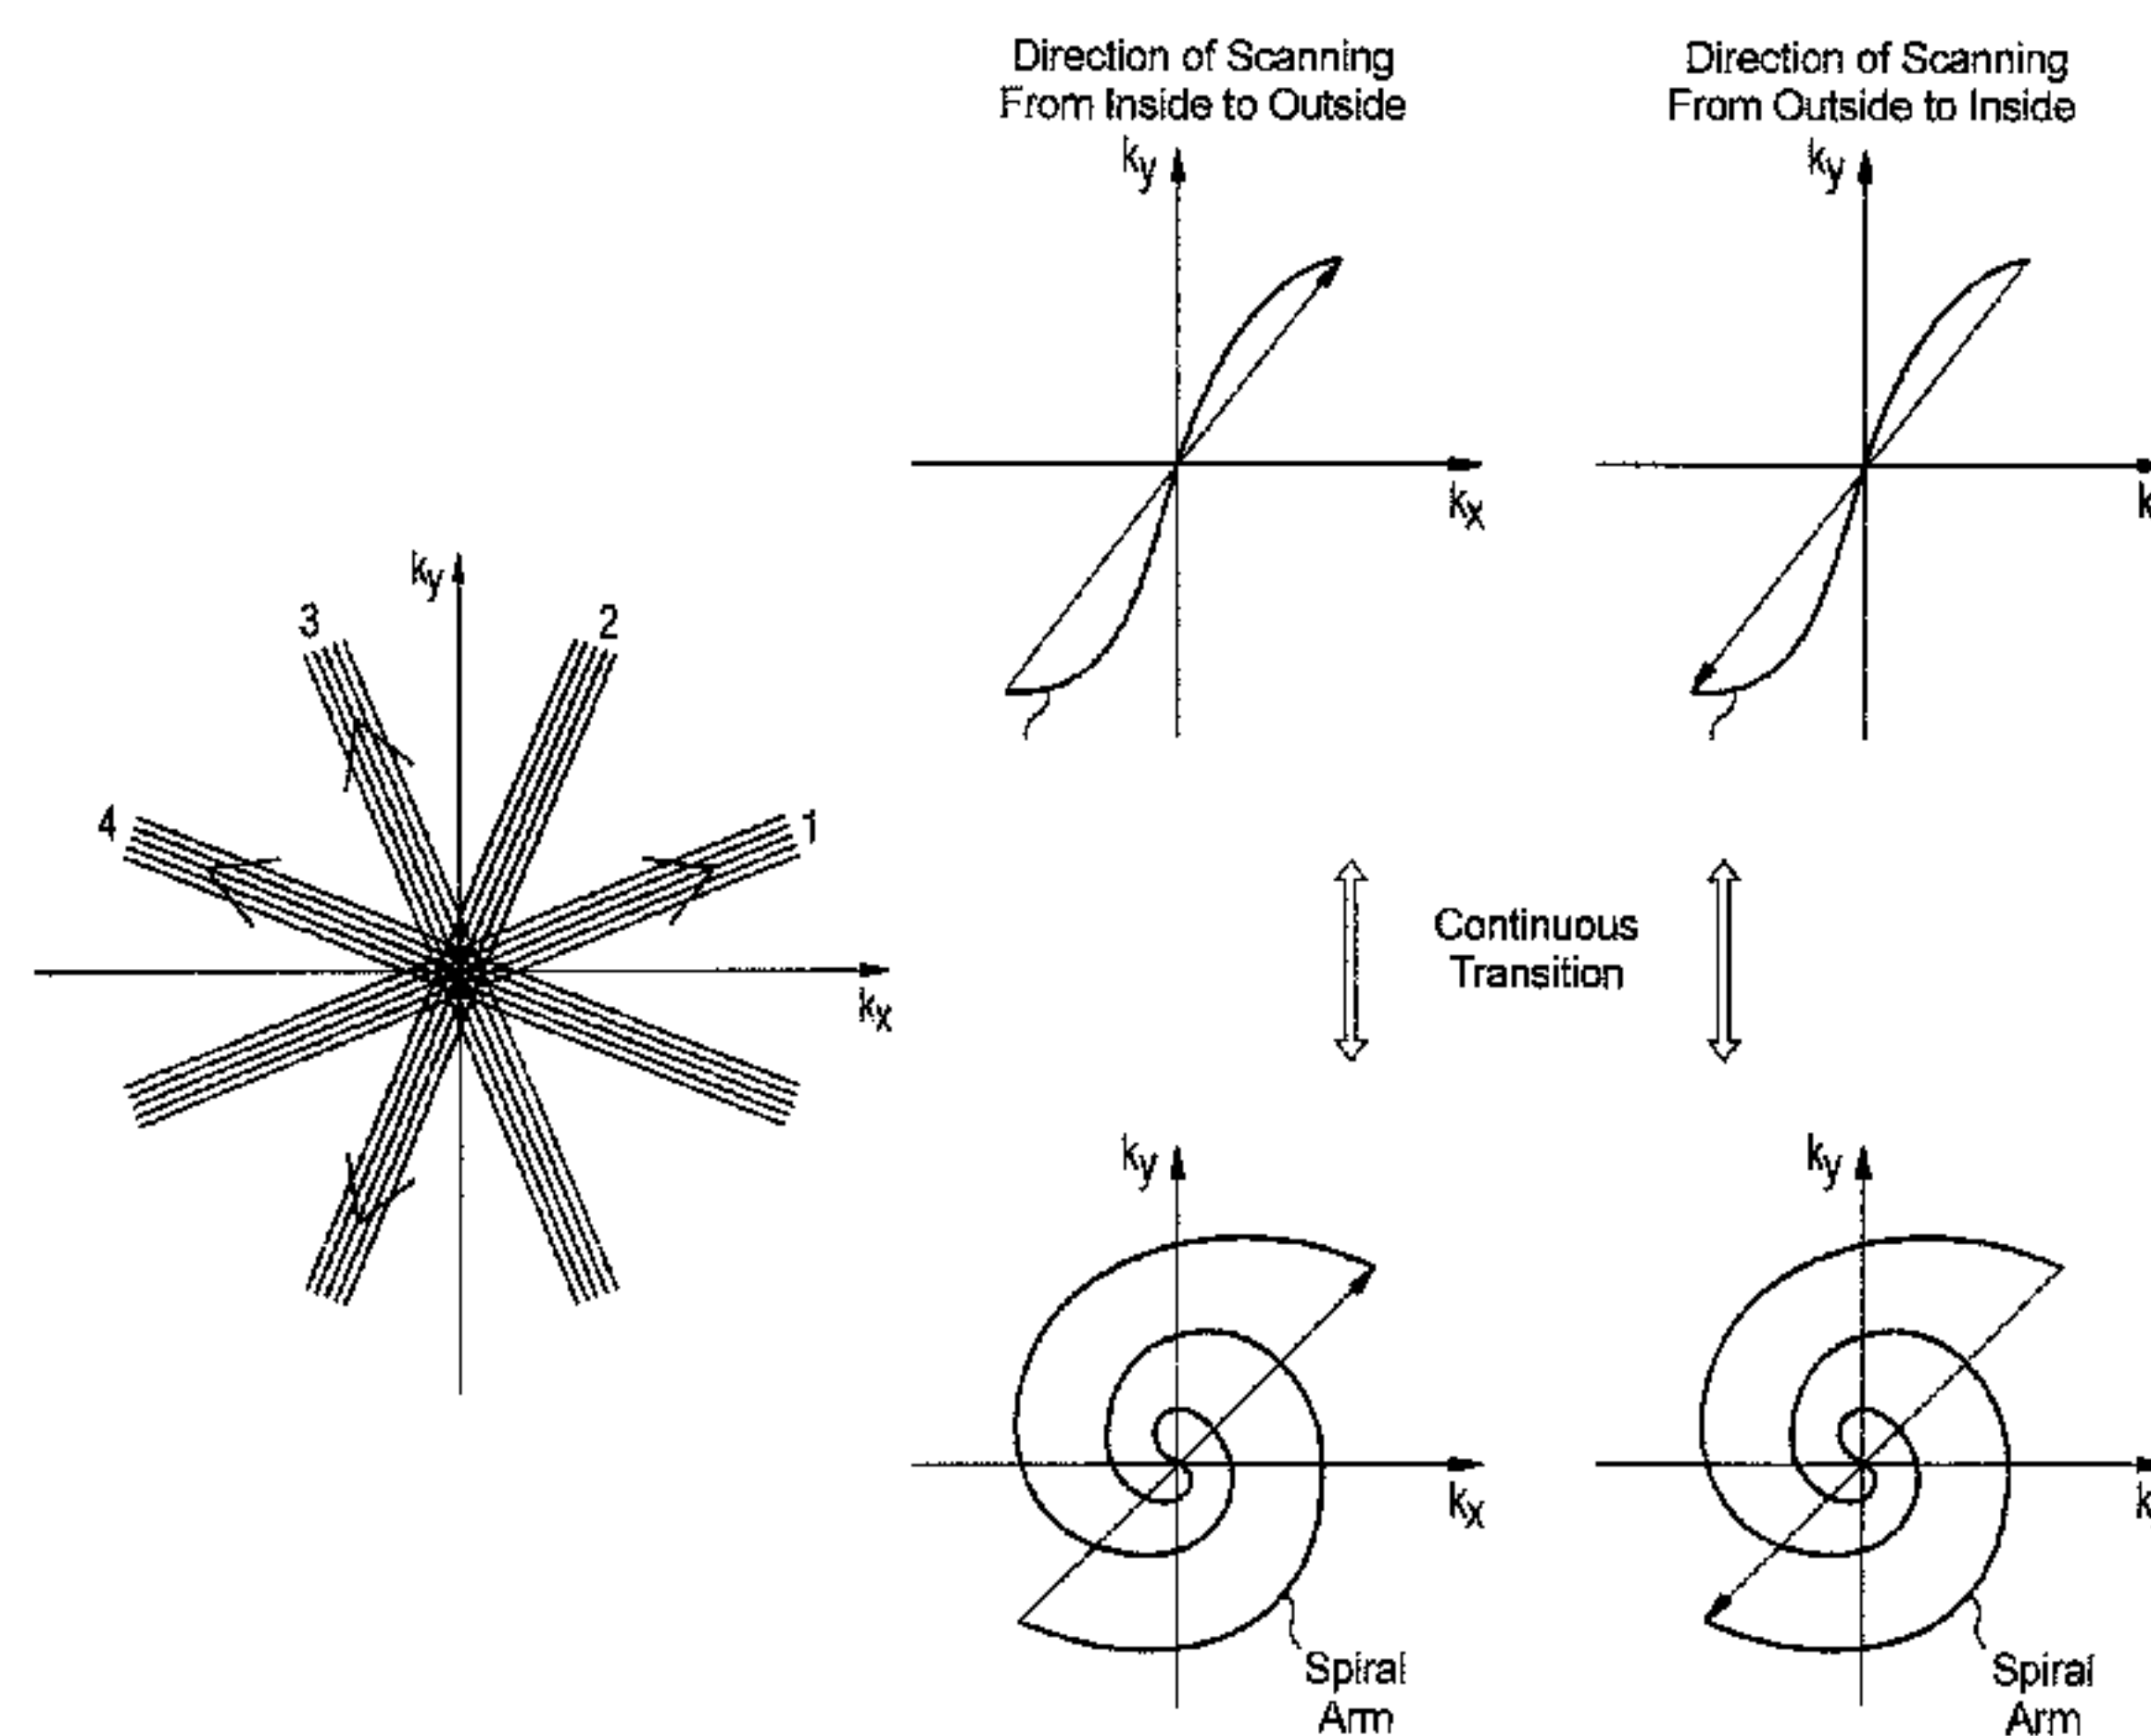 Direction of Scanning
From Inside to Outside
Direction of Scanning
From Outside to Inside
ky
ky
kx
k
ky
3
2
4
1
kx
Continuous
Transition
ky
ky
kx
k
Spiral
Arm
Spiral
Arm